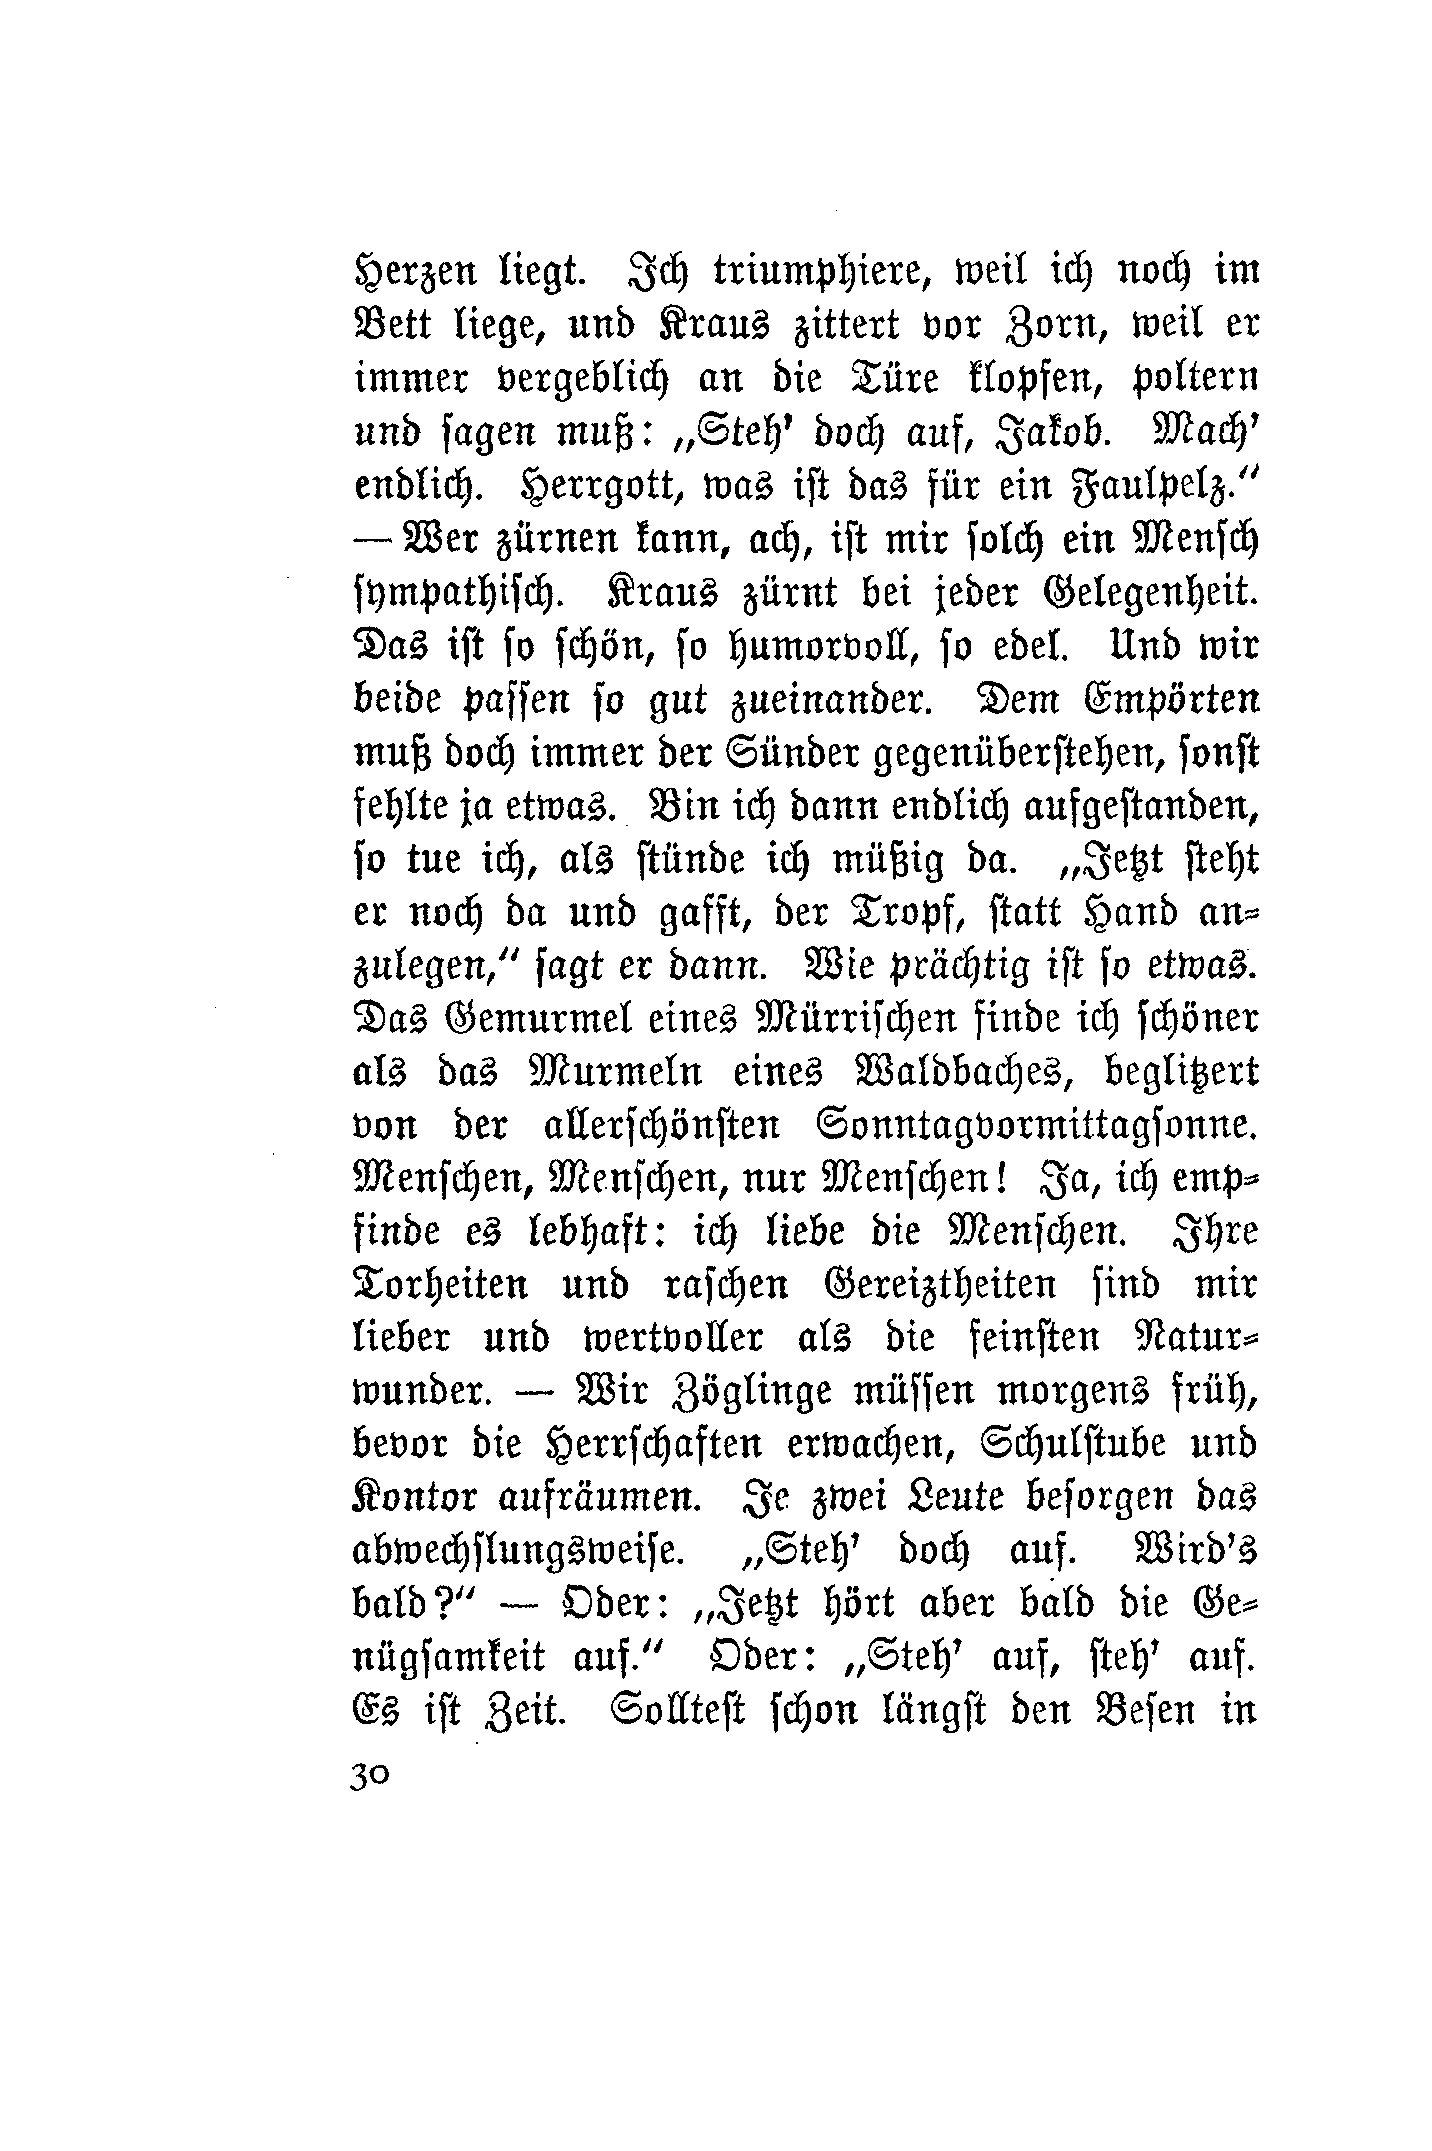 Herzen liegt. Ich triumphiere, weil ich noch im
Bett liege, und Kraus zittert vor Zorn, weil er
immer vergeblich an die Türe klopfen, poltern
und sagen muß: „Steh' doch auf, Jakob. Mach'
endlich. Herrgott, was ist das für ein Faulpelz.“
— Wer zürnen kann, ach, ist mir solch ein Mensch
sympathisch. Kraus zürnt bei jeder Gelegenheit.
Das ist so schön, so humorvoll, so edel. Und wir
beide passen so gut zueinander. Dem Empörten
muß doch immer der Sünder gegenüberstehen, sonst
fehlte ja etwas. Bin ich dann endlich aufgestanden,
so tue ich, als stünde ich müßig da. „Jetzt steht
er noch da und gafft, der Tropf, statt Hand an-
zulegen,“ sagt er dann. Wie prächtig ist so etwas.
Das Gemurmel eines Mürrischen finde ich schöner
als das Murmeln eines Waldbaches, beglitzert
von der allerschönsten Sonntagvormittagsonne.
Menschen, Menschen, nur Menschen! Ja, ich emp-
finde es lebhaft: ich liebe die Menschen. Ihre
Torheiten und raschen Gereiztheiten sind mir
lieber und wertvoller als die feinsten Natur-
wunder. — Wir Zöglinge müssen morgens früh,
bevor die Herrschaften erwachen, Schulstube und
Kontor aufräumen. Je zwei Leute besorgen das
abwechslungsweise. „Steh' doch auf. Wird's
bald?“ — Oder: „Jetzt hört aber bald die Ge-
nügsamkeit auf.“ Oder: „Steh' auf, steh' auf.
Es ist Zeit. Solltest schon längst den Besen in
30